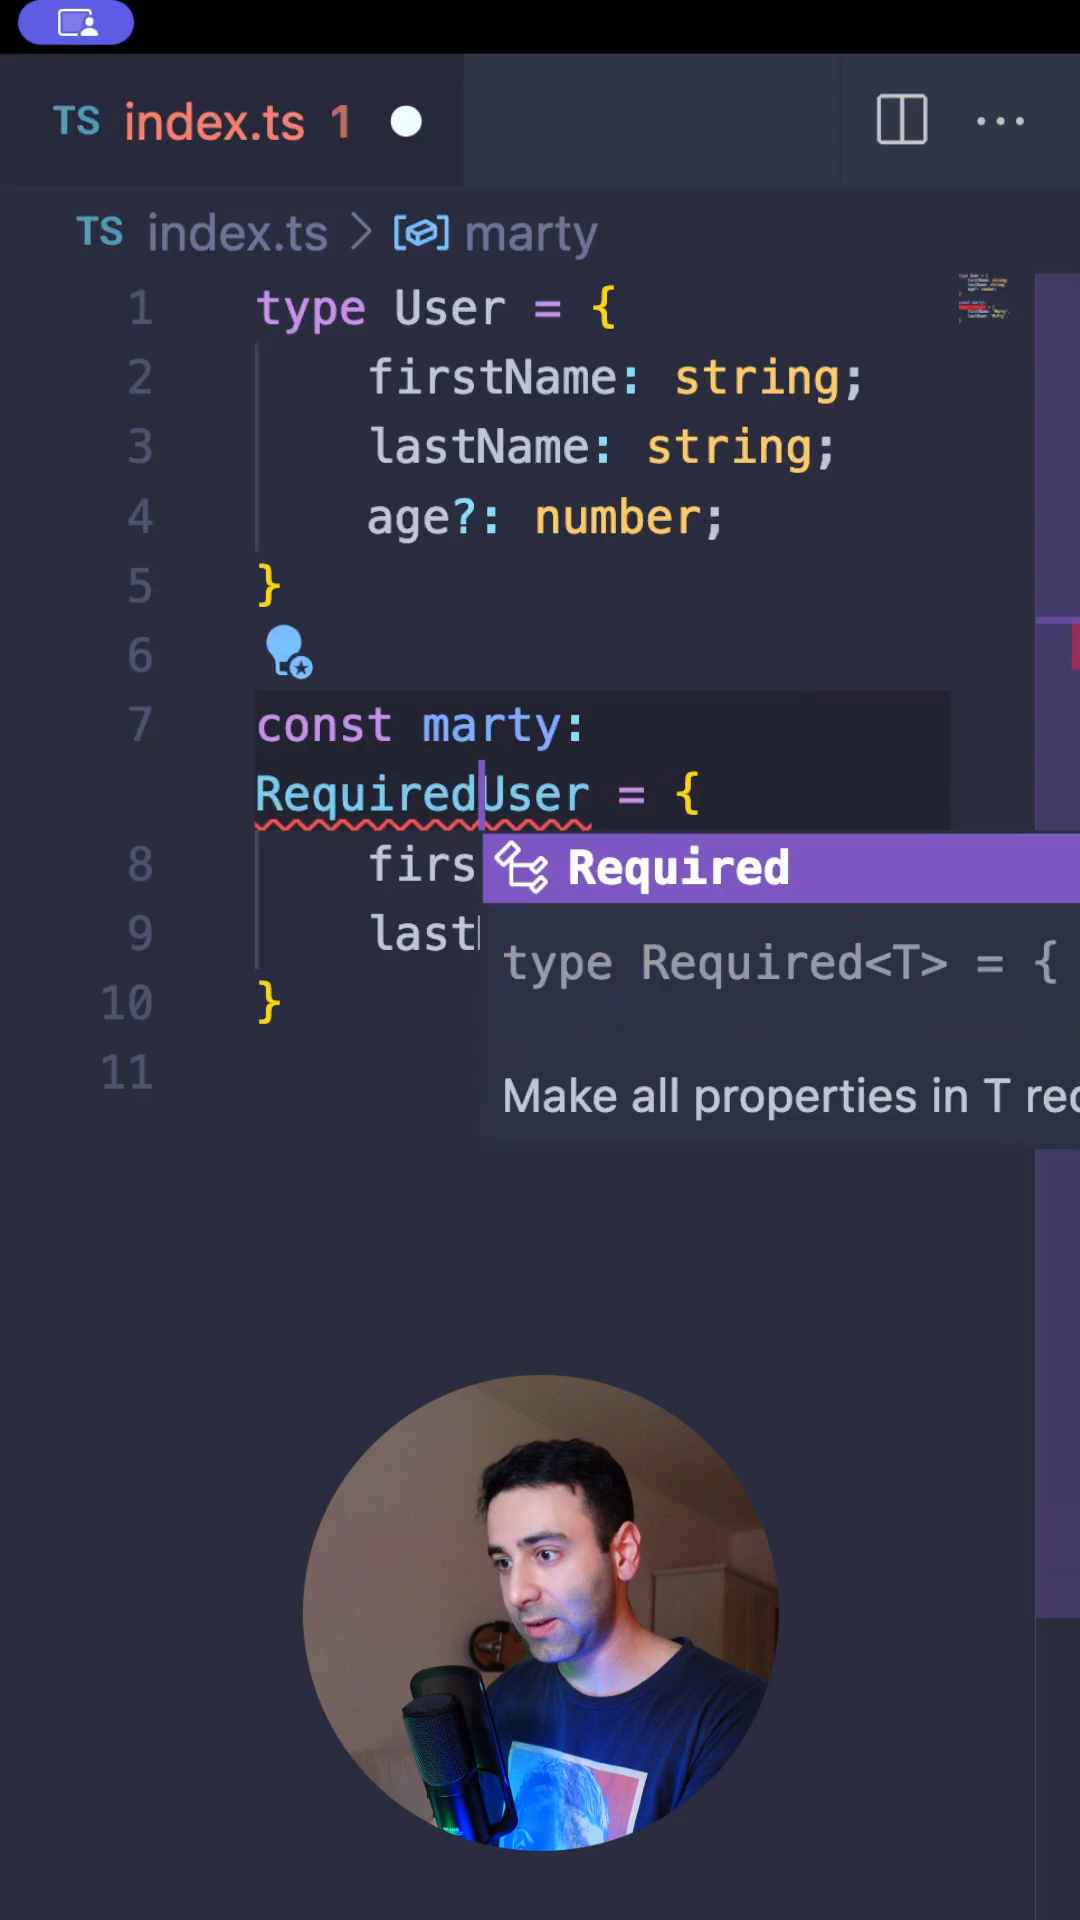 TS index.ts 1
TS index.ts > marty
1 type User = {
2 firstName: string;
3 lastName: string;
4 age?: number;
5 }
6
7 const marty:
RequiredUser = {
8 firs
9 last
10 }
11
Required
type Required<T> = {
Make all properties in T